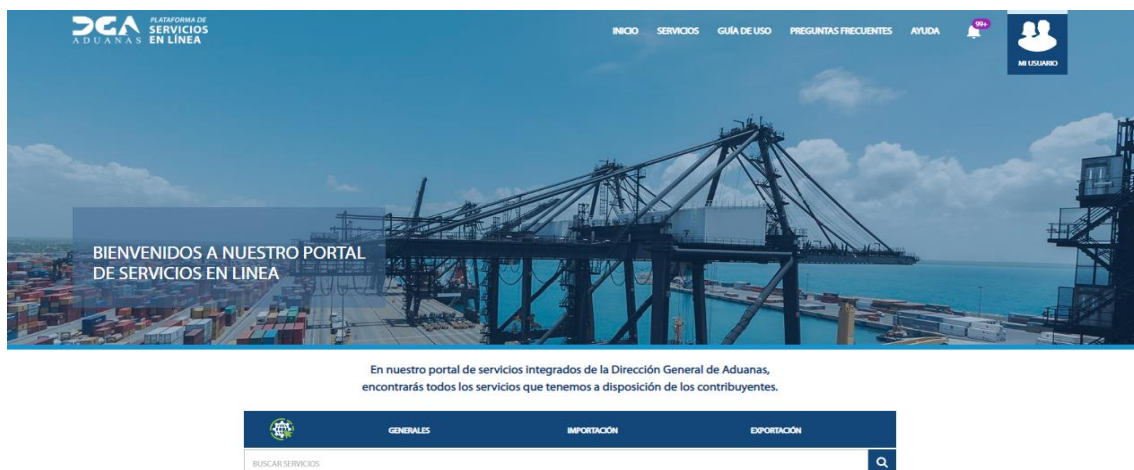 DGA
ADUANAS
PLATAFORMA DE
SERVICIOS
EN LÍNEA
INICIO SERVICIOS GUÍA DE USO PREGUNTAS FRECUENTES AYUDA 99+
MI USUARIO
BIENVENIDOS A NUESTRO PORTAL
DE SERVICIOS EN LINEA
En nuestro portal de servicios integrados de la Dirección General de Aduanas,
encontrarás todos los servicios que tenemos a disposición de los contribuyentes.
GENERALES IMPORTACIÓN EXPORTACIÓN
BUSCAR SERVICIOS